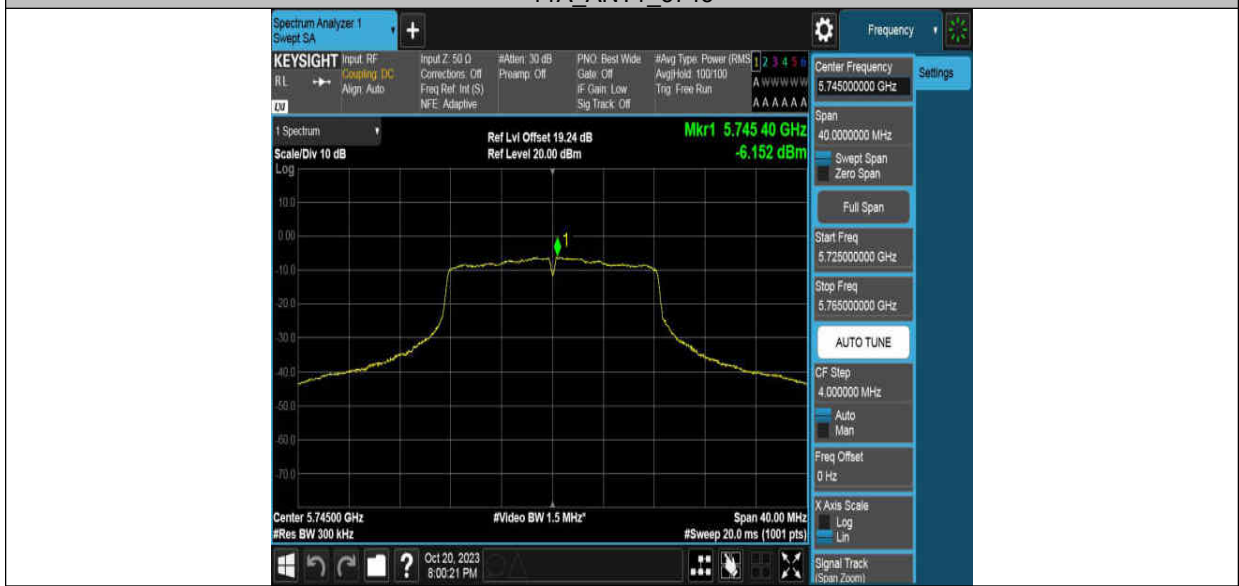 Spectrum Analyzer 1
Swept SA
+
Frequency
KEYSIGHT
RL
Input: RF
Coupling: DC
Align: Auto
Input Z: 50 Ω
Corrections: Off
Freq Ref: Int (S)
NFE: Adaptive
#Atten: 30 dB
Preamp: Off
PNO: Best Wide
Gate: Off
IF Gain: Low
Sig Track: Off
#Avg Type: Power (RMS
Avg|Hold: 100/100
Trig: Free Run
1 2 3 4 5 6
A W W W W W
A A A A A A
1 Spectrum
Scale/Div 10 dB
Log
Ref Lvl Offset 19.24 dB
Ref Level 20.00 dBm
Mkr1 5.745 40 GHz
-6.152 dBm
10.0
0.00
-10.0
-20.0
-30.0
-40.0
-50.0
-60.0
-70.0
1
Center 5.74500 GHz
#Res BW 300 kHz
#Video BW 1.5 MHz*
Span 40.00 MHz
#Sweep 20.0 ms (1001 pts)
Center Frequency
5.745000000 GHz
Settings
Span
40.0000000 MHz
Swept Span
Zero Span
Full Span
Start Freq
5.725000000 GHz
Stop Freq
5.765000000 GHz
AUTO TUNE
CF Step
4.000000 MHz
Auto
Man
Freq Offset
0 Hz
X Axis Scale
Log
Lin
Signal Track
(Span Zoom)
?
Oct 20, 2023
8:00:21 PM